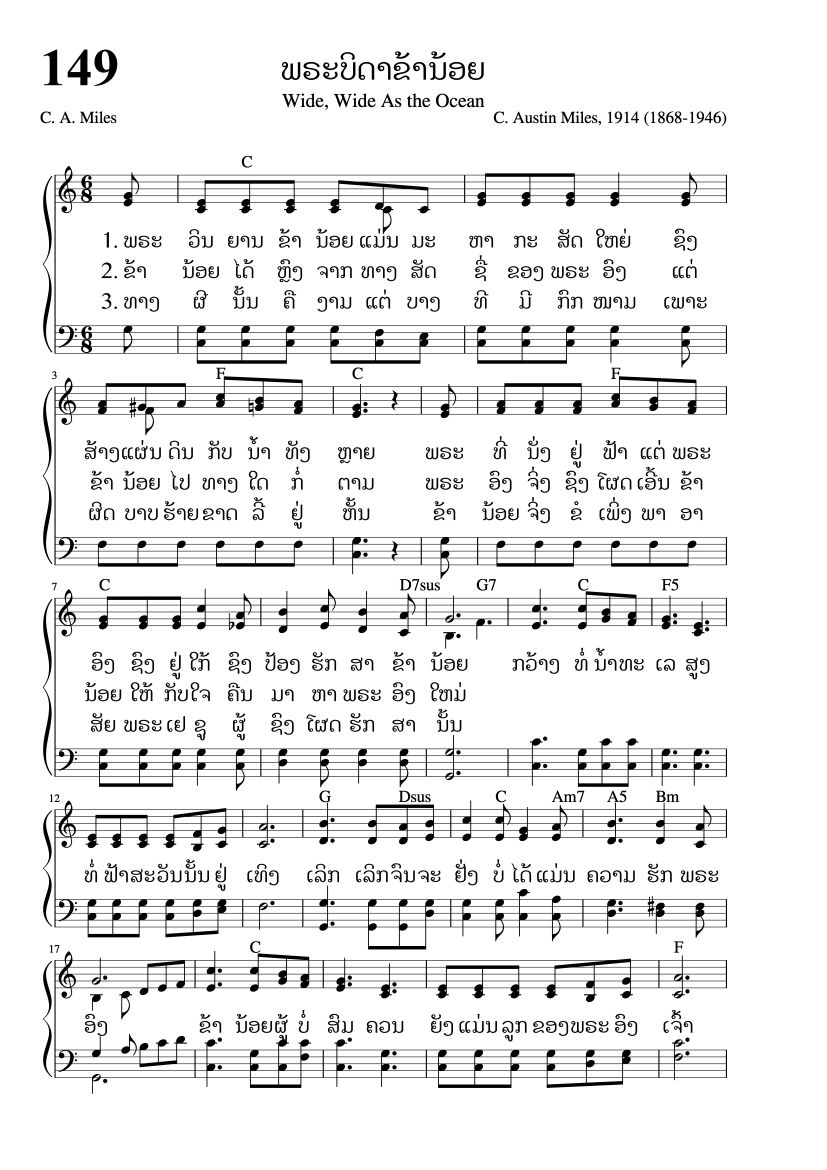 149
ພຣະບິດາຂ້ານ້ອຍ
Wide, Wide As the Ocean
C. A. Miles
C. Austin Miles, 1914 (1868-1946)
C
1. ພຣະ ວິນ ຍານ ຂ້າ ນ້ອຍ ແມ່ນ ມະ ຫາ ກະ ສັດ ໃຫຍ່ ຊົງ
2. ຂ້າ ນ້ອຍ ໄດ້ ຫຼົງ ຈາກ ທາງ ສັດ ຊື່ ຂອງ ພຣະ ອົງ ແຕ່
3. ທາງ ຜີ ນັ້ນ ຄື ງາມ ແຕ່ ບາງ ທີ ມີ ກົກ ໜາມ ເພາະ
3 F C F
ສ້າງ ແຜ່ນ ດິນ ກັບ ນ້ຳ ທັງ ຫຼາຍ ພຣະ ທີ່ ນັ່ງ ຢູ່ ຟ້າ ແຕ່ ພຣະ
ຂ້າ ນ້ອຍ ໄປ ທາງ ໃດ ກໍ່ ຕາມ ພຣະ ອົງ ຈິ່ງ ຊົງ ໂຜດ ເອີ້ນ ຂ້າ
ຜິດ ບາບ ຮ້າຍ ຂາດ ລີ້ ຢູ່ ຫັ້ນ ຂ້າ ນ້ອຍ ຈິ່ງ ຂໍ ເພິ່ງ ພາ ອາ
7 C D7sus G7 C F5
ອົງ ຊົງ ຢູ່ ໃກ້ ຊົງ ປ້ອງ ຮັກ ສາ ຂ້າ ນ້ອຍ ກວ້າງ ທໍ່ ນ້ຳທະ ເລ ສູງ
ນ້ອຍ ໃຫ້ ກັບໃຈ ຄືນ ມາ ຫາ ພຣະ ອົງ ໃຫມ່
ສັຍ ພຣະ ເຢ ຊູ ຜູ້ ຊົງ ໂຜດ ຮັກ ສາ ນັ້ນ
12 G Dsus C Am7 A5 Bm
ທໍ່ ຟ້າສະວັນນັ້ນ ຢູ່ ເທິງ ເລິກ ເລິກຈົນຈະ ຢັ່ງ ບໍ່ ໄດ້ ແມ່ນ ຄວາມ ຮັກ ພຣະ
17 C F
ອົງ ຂ້າ ນ້ອຍຜູ້ ບໍ່ ສົມ ຄວນ ຍັງ ແມ່ນ ລູກ ຂອງພຣະ ອົງ ເຈົ້າ